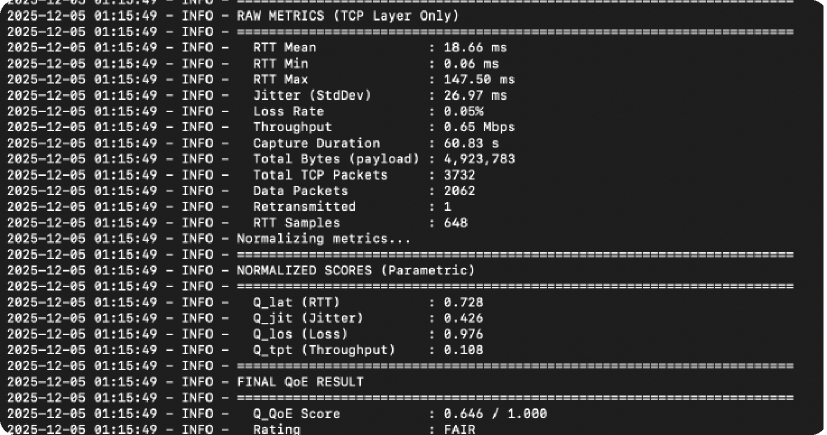 2025-12-05 01:15:49 - INFO - ================================================================
2025-12-05 01:15:49 - INFO - RAW METRICS (TCP Layer Only)
2025-12-05 01:15:49 - INFO - ================================================================
2025-12-05 01:15:49 - INFO -   RTT Mean              : 18.66 ms
2025-12-05 01:15:49 - INFO -   RTT Min               : 0.06 ms
2025-12-05 01:15:49 - INFO -   RTT Max               : 147.50 ms
2025-12-05 01:15:49 - INFO -   Jitter (StdDev)       : 26.97 ms
2025-12-05 01:15:49 - INFO -   Loss Rate             : 0.05%
2025-12-05 01:15:49 - INFO -   Throughput            : 0.65 Mbps
2025-12-05 01:15:49 - INFO -   Capture Duration      : 60.83 s
2025-12-05 01:15:49 - INFO -   Total Bytes (payload) : 4,923,783
2025-12-05 01:15:49 - INFO -   Total TCP Packets     : 3732
2025-12-05 01:15:49 - INFO -   Data Packets          : 2062
2025-12-05 01:15:49 - INFO -   Retransmitted         : 1
2025-12-05 01:15:49 - INFO -   RTT Samples           : 648
2025-12-05 01:15:49 - INFO - Normalizing metrics...
2025-12-05 01:15:49 - INFO - ================================================================
2025-12-05 01:15:49 - INFO - NORMALIZED SCORES (Parametric)
2025-12-05 01:15:49 - INFO - ================================================================
2025-12-05 01:15:49 - INFO -   Q_lat (RTT)           : 0.728
2025-12-05 01:15:49 - INFO -   Q_jit (Jitter)        : 0.426
2025-12-05 01:15:49 - INFO -   Q_los (Loss)          : 0.976
2025-12-05 01:15:49 - INFO -   Q_tpt (Throughput)    : 0.108
2025-12-05 01:15:49 - INFO - ================================================================
2025-12-05 01:15:49 - INFO - FINAL QoE RESULT
2025-12-05 01:15:49 - INFO - ================================================================
2025-12-05 01:15:49 - INFO -   Q_QoE Score           : 0.646 / 1.000
2025-12-05 01:15:49 - INFO -   Rating                : FAIR